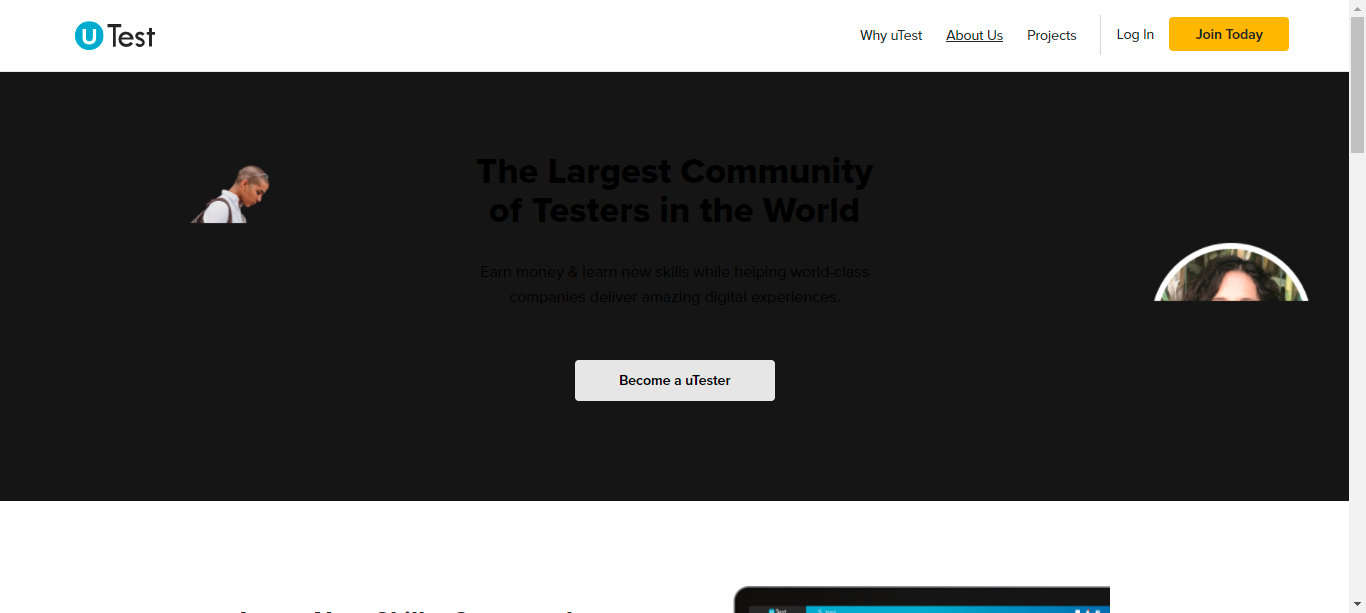 uTest
Why uTest
About Us
Projects
Log In
Join Today
The Largest Community
of Testers in the World
Earn money & learn new skills while helping world-class
companies deliver amazing digital experiences.
Become a uTester